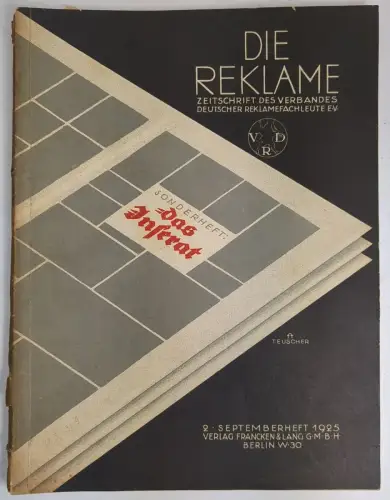 DIE
REKLAME
ZEITSCHRIFT DES VERBANDES
DEUTSCHER REKLAMEFACHLEUTE E.V.
V D
R
SONDERHEFT:
Das
Inserat
TEUSCHER
2. SEPTEMBERHEFT 1925
VERLAG FRANCKEN & LANG G·M·B·H
BERLIN W·30